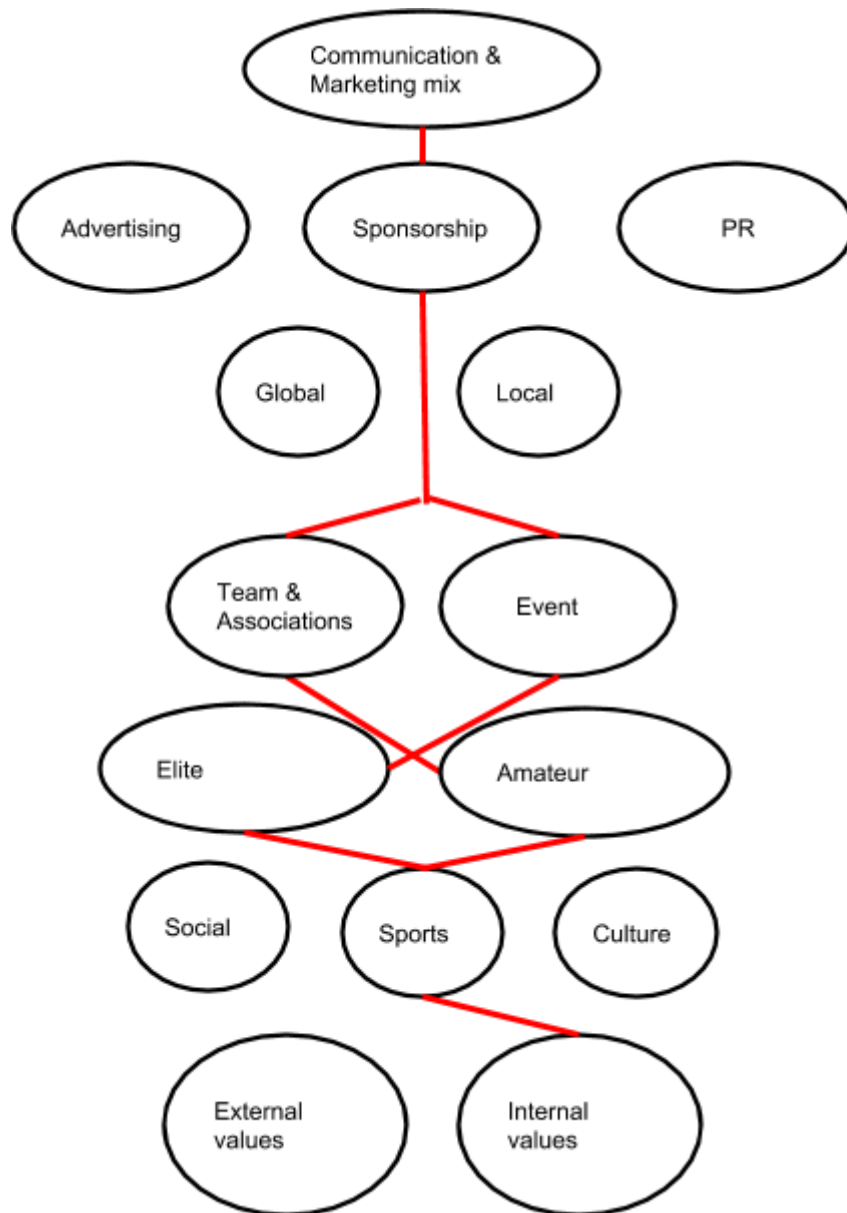 Communication &
Marketing mix
Advertising
Sponsorship
PR
Global
Local
Team &
Associations
Event
Elite
Amateur
Social
Sports
Culture
External
values
Internal
values